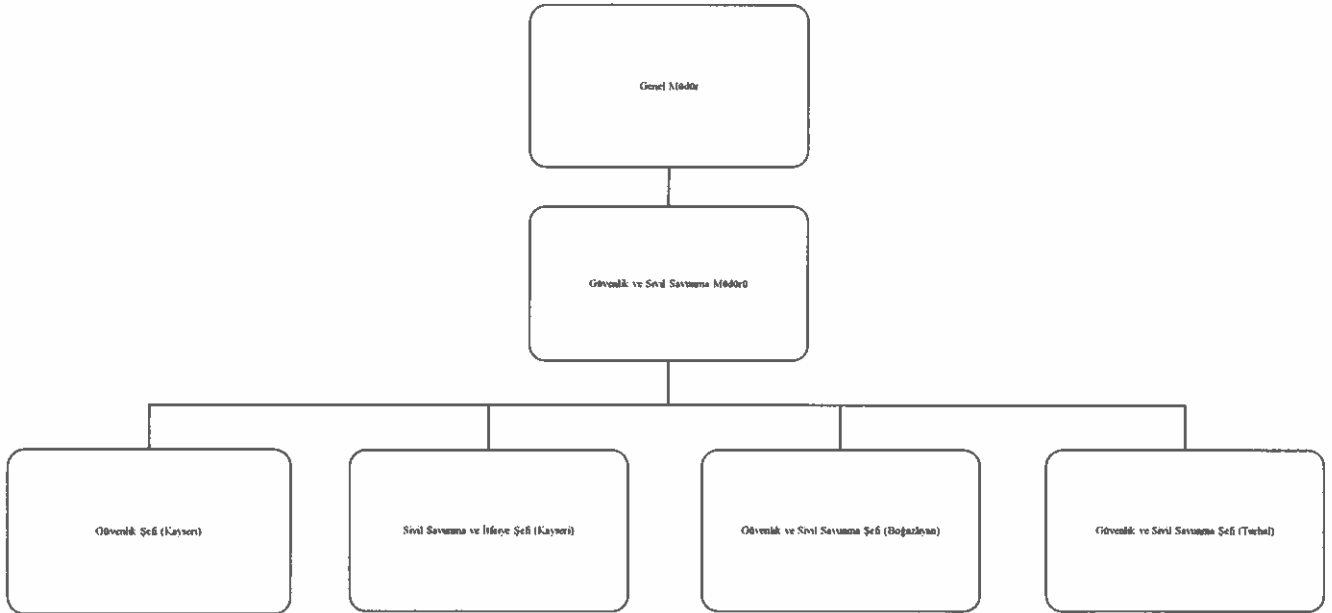 Genel Müdür
Güvenlik ve Sivil Savunma Müdürü
Güvenlik Şefi (Kayseri)
Sivil Savunma ve İtfaiye Şefi (Kayseri)
Güvenlik ve Sivil Savunma Şefi (Boğazlıyan)
Güvenlik ve Sivil Savunma Şefi (Turhal)